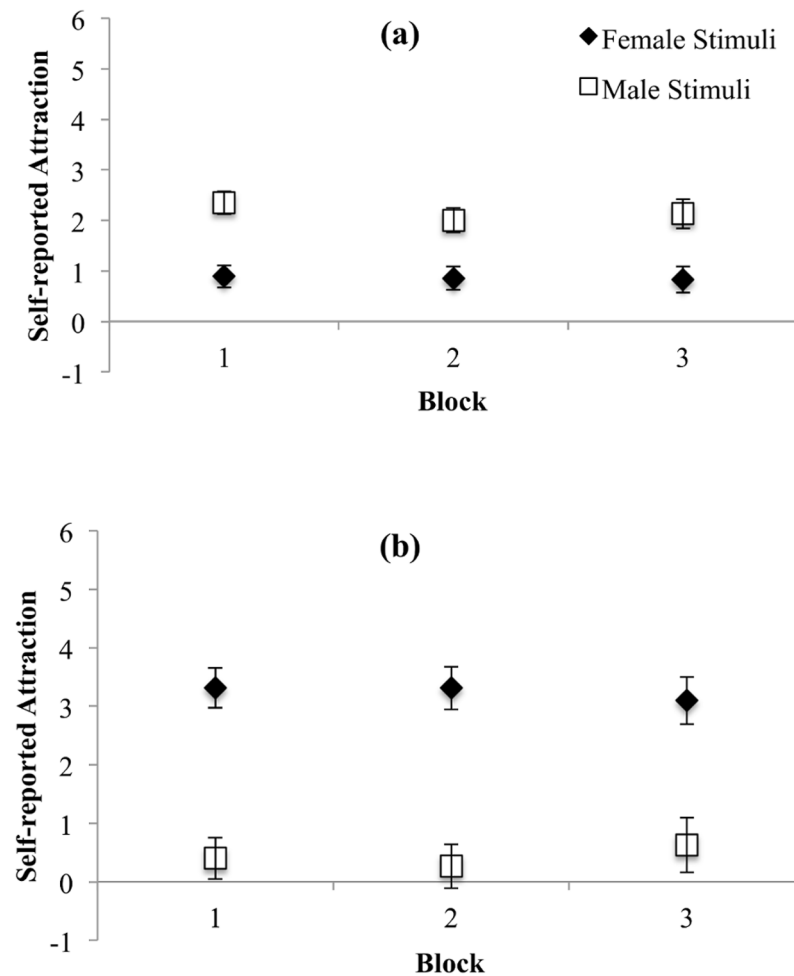 (a)
Female Stimuli
Male Stimuli
Self-reported Attraction
6
5
4
3
2
1
0
-1
1 2 3
Block
(b)
Self-reported Attraction
6
5
4
3
2
1
0
-1
1 2 3
Block